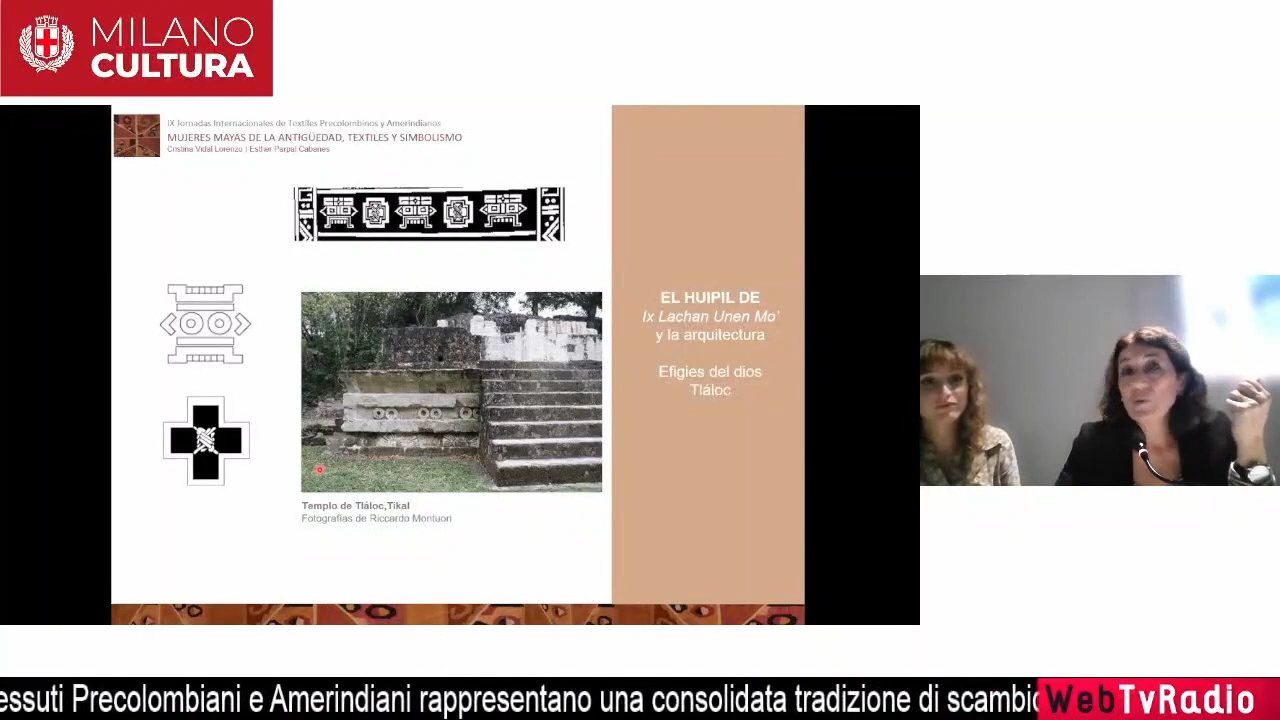 MILANO
CULTURA
IX Jornadas Internacionales de Textiles Precolombinos y Amerindianos
MUJERES MAYAS DE LA ANTIGÜEDAD, TEXTILES Y SIMBOLISMO
Cristina Vidal Lorenzo | Esther Parpal Cabanes
EL HUIPIL DE
Ix Lachan Unen Mo'
y la arquitectura
Efigies del dios
Tláloc
Templo de Tláloc,Tikal
Fotografías de Riccardo Montuori
essuti Precolombiani e Amerindiani rappresentano una consolidata tradizione di scambio
WebTvRadio